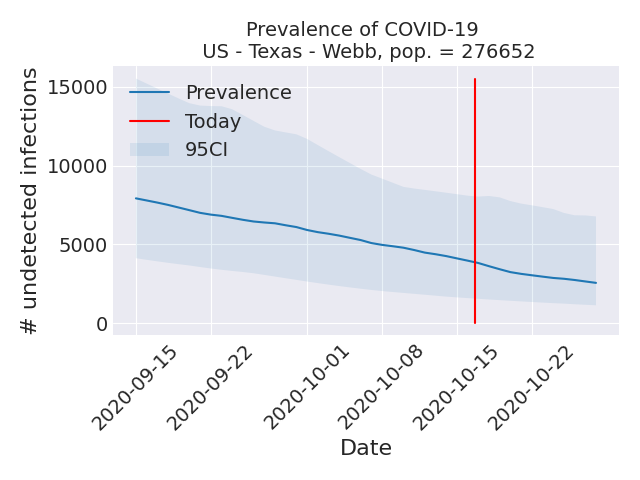 Prevalence of COVID-19
US - Texas - Webb, pop. = 276652
# undetected infections
15000
10000
5000
0
Prevalence
Today
95CI
2020-09-15
2020-09-22
2020-10-01
2020-10-08
2020-10-15
2020-10-22
Date